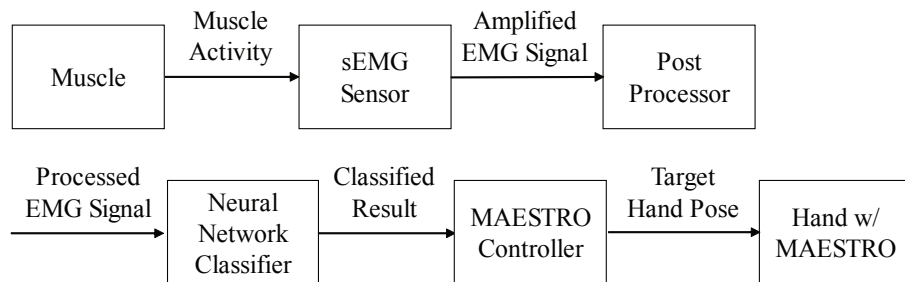 Muscle
Muscle
Activity
sEMG
Sensor
Amplified
EMG Signal
Post
Processor
Processed
EMG Signal
Neural
Network
Classifier
Classified
Result
MAESTRO
Controller
Target
Hand Pose
Hand w/
MAESTRO